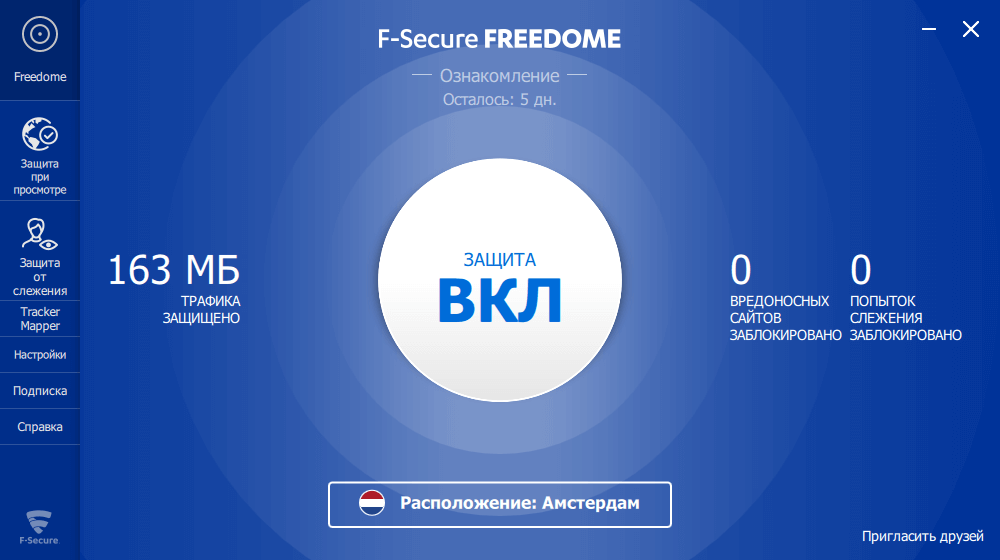 Freedome
Защита
при
просмотре
Защита
от
слежения
Tracker
Mapper
Настройки
Подписка
Справка
F-Secure.
F-Secure FREEDOME
Ознакомление
Осталось: 5 дн.
163 МБ
ТРАФИКА
ЗАЩИЩЕНО
ЗАЩИТА
ВКЛ
0
ВРЕДОНОСНЫХ
САЙТОВ
ЗАБЛОКИРОВАНО
0
ПОПЫТОК
СЛЕЖЕНИЯ
ЗАБЛОКИРОВАНО
Расположение: Амстердам
Пригласить друзей